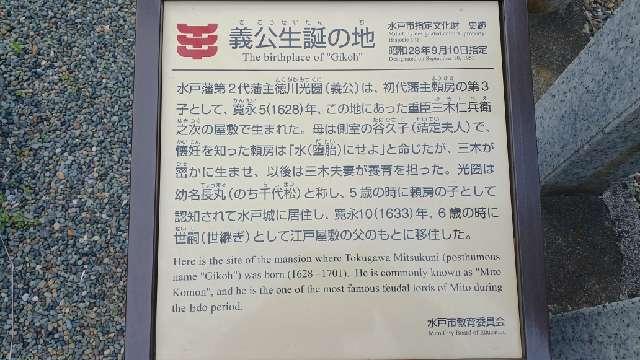 義公生誕の地
The birthplace of "Gikoh"
水戸市指定文化財　史跡
昭和28年9月10日指定
水戸藩第２代藩主徳川光圀（義公）は、初代藩主頼房の第３
子として、寛永５(1628)年、この地にあった重臣三木仁兵衛
之次の屋敷で生まれた。母は側室の谷久子（靖定夫人）で、
懐妊を知った頼房は「水（堕胎）にせよ」と命じたが、三木が
密かに生ませ、以後は三木夫妻が養育を担った。光圀は
幼名長丸（のち千代松）と称し、５歳の時に頼房の子として
認知されて水戸城に居住し、寛永10(1633)年、６歳の時に
世嗣（世継ぎ）として江戸屋敷の父のもとに移住した。
Here is the site of the mansion where Tokugawa Mitsukuni (posthumous
name "Gikoh") was born (1628–1701). He is commonly known as "Mito
Komon", and he is the one of the most famous feudal lords of Mito during
the Edo period.
水戸市教育委員会
Mito City Board of Education